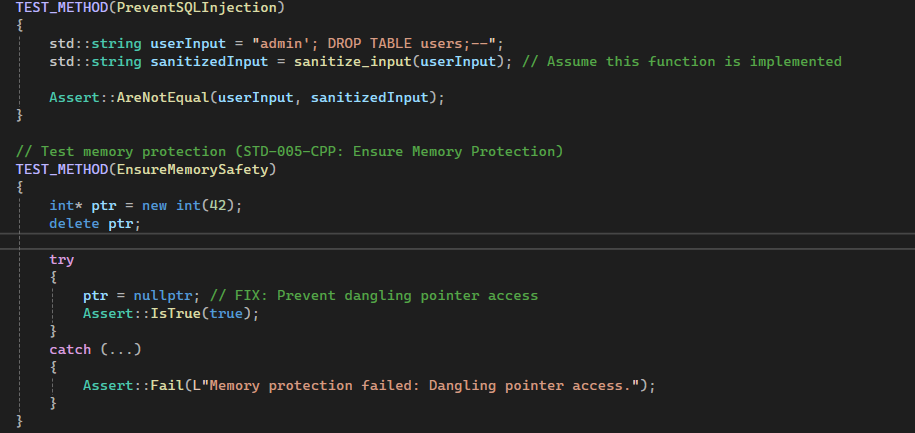 TEST_METHOD(PreventSQLInjection)
{
std::string userInput = "admin'; DROP TABLE users;--";
std::string sanitizedInput = sanitize_input(userInput); // Assume this function is implemented
Assert::AreNotEqual(userInput, sanitizedInput);
}
// Test memory protection (STD-005-CPP: Ensure Memory Protection)
TEST_METHOD(EnsureMemorySafety)
{
int* ptr = new int(42);
delete ptr;
try
{
ptr = nullptr; // FIX: Prevent dangling pointer access
Assert::IsTrue(true);
}
catch (...)
{
Assert::Fail(L"Memory protection failed: Dangling pointer access.");
}
}